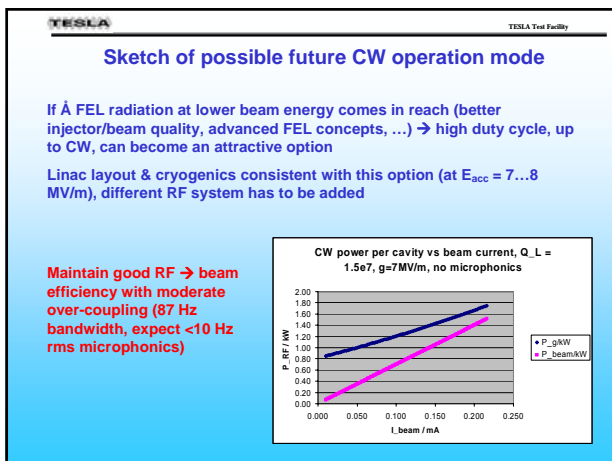 TESLA
TESLA Test Facility
Sketch of possible future CW operation mode
If Å FEL radiation at lower beam energy comes in reach (better
injector/beam quality, advanced FEL concepts, …) → high duty cycle, up
to CW, can become an attractive option
Linac layout & cryogenics consistent with this option (at Eacc = 7…8
MV/m), different RF system has to be added
Maintain good RF → beam
efficiency with moderate
over-coupling (87 Hz
bandwidth, expect <10 Hz
rms microphonics)
CW power per cavity vs beam current, Q_L =
1.5e7, g=7MV/m, no microphonics
P_RF / kW
2.00
1.80
1.60
1.40
1.20
1.00
0.80
0.60
0.40
0.20
0.00
0.000 0.050 0.100 0.150 0.200 0.250
I_beam / mA
P_g/kW
P_beam/kW